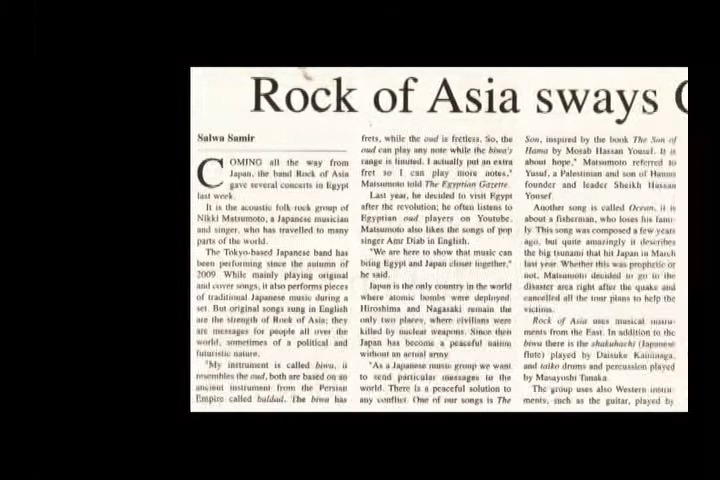 Rock of Asia sways
Salwa Samir
COMING all the way from
Japan, the band Rock of Asia
gave several concerts in Egypt
last week.
It is the acoustic folk rock group of
Nikki Matsumoto, a Japanese musician
and singer, who has travelled to many
parts of the world.
The Tokyo-based Japanese band has
been performing since the autumn of
2009. While mainly playing original
and cover songs, it also performs pieces
of traditional Japanese music during a
set. But original songs sung in English
are the strength of Rock of Asia; they
are messages for people all over the
world, sometimes of a political and
futuristic nature.
"My instrument is called biwa, it
resembles the oud, both are based on an
ancient instrument from the Persian
Empire called baldad. The biwa has
frets, while the oud is fretless. So, the
oud can play any note while the biwa's
range is limited. I actually put an extra
fret so I can play more notes,"
Matsumoto told The Egyptian Gazette.
Last year, he decided to visit Egypt
after the revolution; he often listens to
Egyptian oud players on Youtube.
Matsumoto also likes the songs of pop
singer Amr Diab in English.
"We are here to show that music can
bring Egypt and Japan closer together,"
he said.
Japan is the only country in the world
where atomic bombs were deployed.
Hiroshima and Nagasaki remain the
only two places, where civilians were
killed by nuclear weapons. Since then
Japan has become a peaceful nation
without an actual army.
"As a Japanese music group we want
to send particular messages to the
world. There is a peaceful solution to
any conflict. One of our songs is The
Son, inspired by the book The Son of
Hama by Mosab Hassan Yousuf. It is
about hope," Matsumoto referred to
Yusuf, a Palestinian and son of Hamas
founder and leader Sheikh Hassan
Yousef.
Another song is called Ocean, it is
about a fisherman, who loses his fami-
ly. This song was composed a few years
ago, but quite amazingly it describes
the big tsunami that hit Japan in March
last year. Whether this was prophetic or
not, Matsumoto decided to go to the
disaster area right after the quake and
cancelled all the tour plans to help the
victims.
Rock of Asia uses musical instru-
ments from the East. In addition to the
biwa there is the shakuhachi (Japanese
flute) played by Daisuke Kaminaga,
and taiko drums and percussion played
by Masayoshi Tanaka.
The group uses also Western instru-
ments, such as the guitar, played by